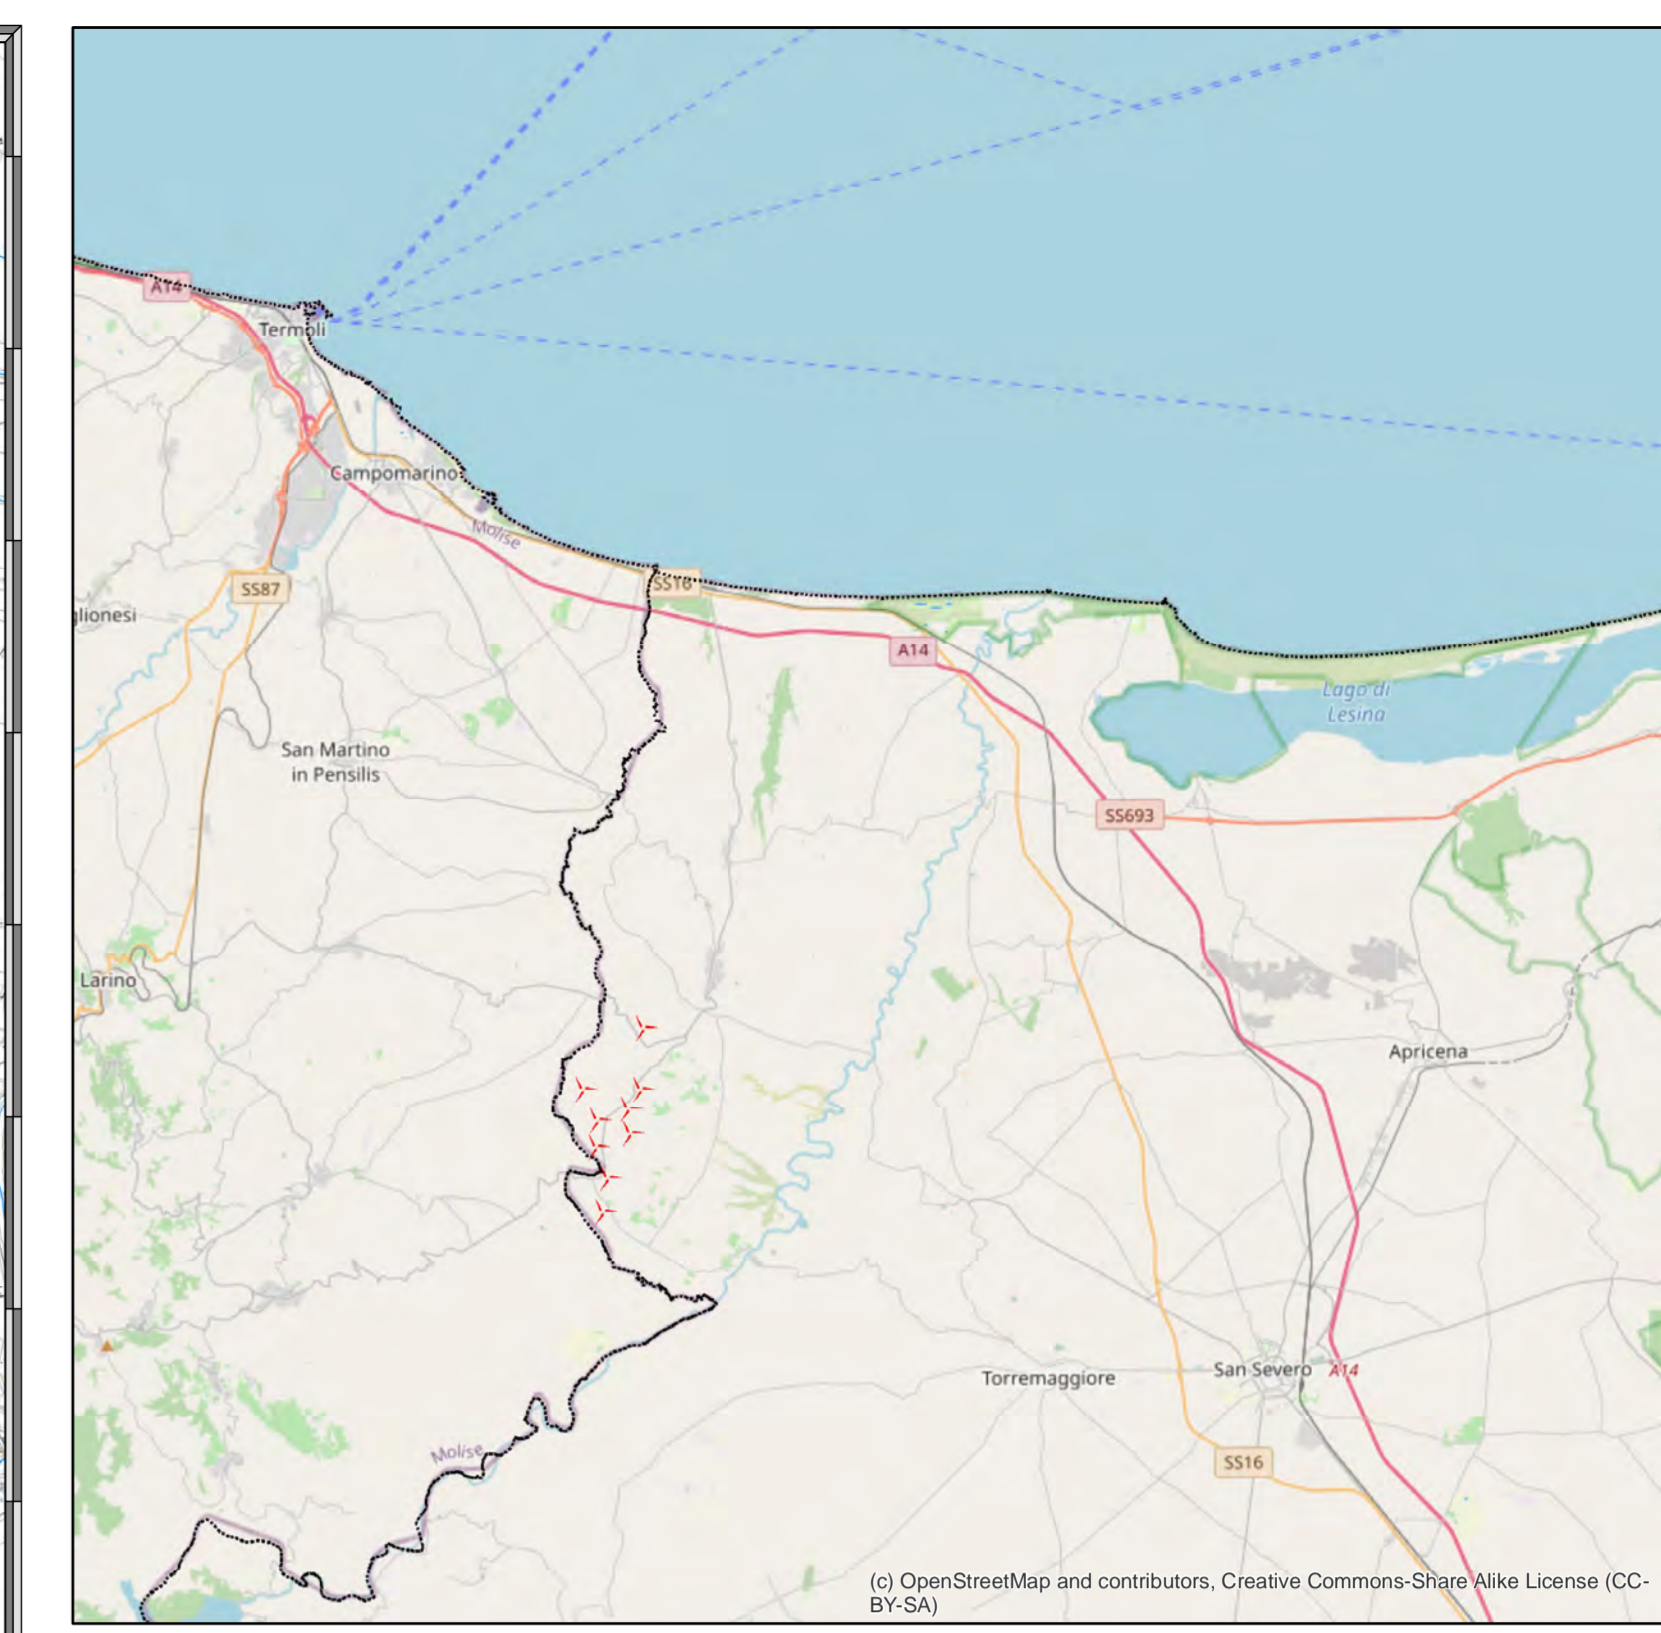 A14
Termoli
Campomarino
Molise
SS16
SS87
glionesi
A14
Lago di
Lesina
San Martino
in Pensilis
SS693
Larino
Apricena
Torremaggiore
San Severo
A14
Molise
SS16
(c) OpenStreetMap and contributors, Creative Commons-Share Alike License (CC-
BY-SA)